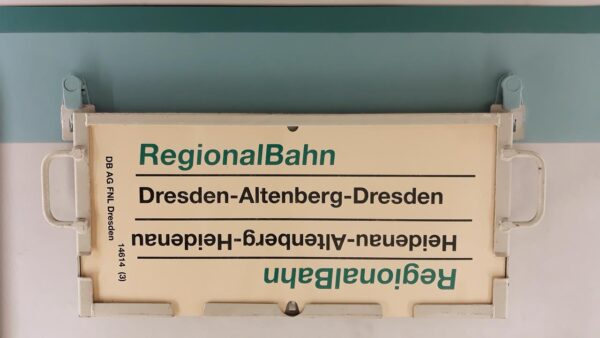 RegionalBahn
Dresden-Altenberg-Dresden
Heidenau-Altenberg-Heidenau
RegionalBahn
DB AG FNL Dresden 14614 (3)